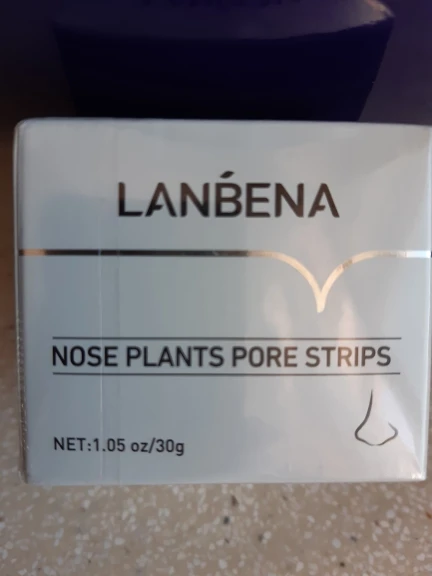 LANBENA
NOSE PLANTS PORE STRIPS
NET:1.05 oz/30g